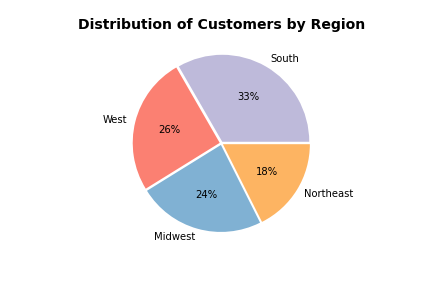 Distribution of Customers by Region
South
33%
West
26%
18%
Northeast
24%
Midwest